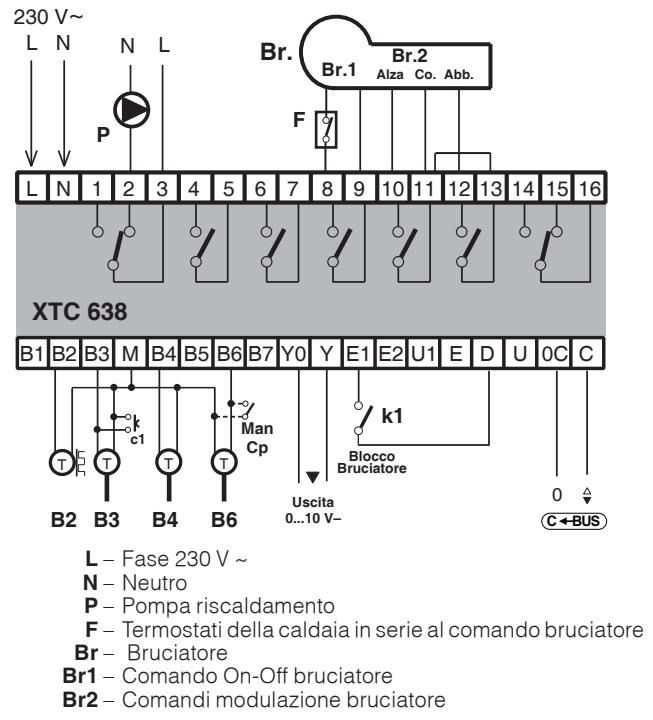 230 V~
L N N L
Br. Br.1 Br.2
Alza Co. Abb.
F
P
L N 1 2 3 4 5 6 7 8 9 10 11 12 13 14 15 16
XTC 638
B1 B2 B3 M B4 B5 B6 B7 Y0 Y E1 E2 U1 E D U 0C C
c1
Man
Cp
k1
Blocco
Bruciatore
T T T T
Uscita
0...10 V–
0
B2 B3 B4 B6
C BUS
L – Fase 230 V ~
N – Neutro
P – Pompa riscaldamento
F – Termostati della caldaia in serie al comando bruciatore
Br – Bruciatore
Br1 – Comando On-Off bruciatore
Br2 – Comandi modulazione bruciatore